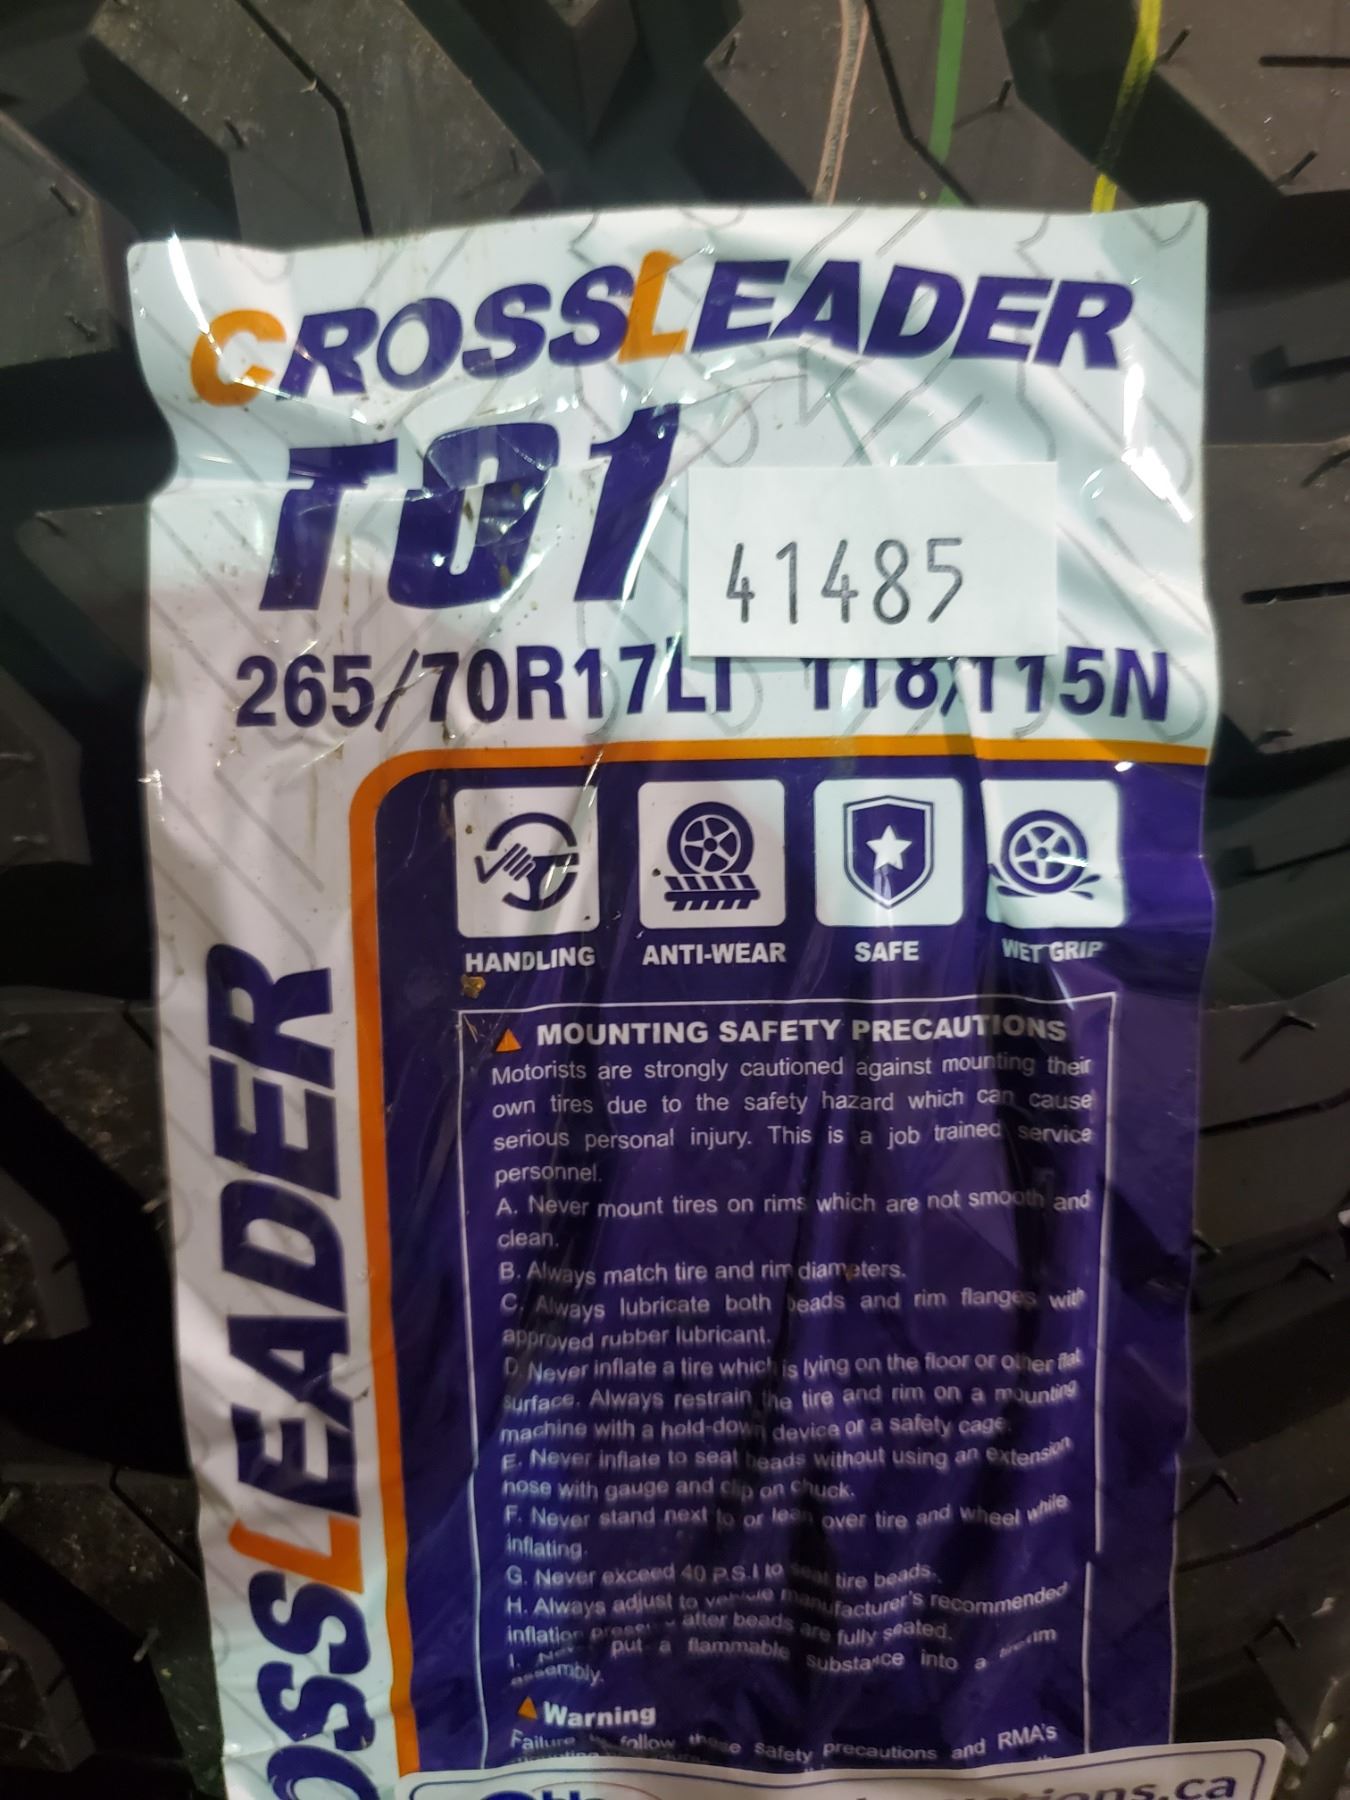 CROSSLEADER
T01
41485
265/70R17LT 118/115N
HANDLING ANTI-WEAR SAFE WET GRIP
CROSSLEADER
MOUNTING SAFETY PRECAUTIONS
Motorists are strongly cautioned against mounting their
own tires due to the safety hazard which can cause
serious personal injury. This is a job trained service
personnel.
A. Never mount tires on rims which are not smooth and
clean.
B. Always match tire and rim diameters.
C. Always lubricate both beads and rim flanges with
approved rubber lubricant.
D. Never inflate a tire which is lying on the floor or other flat
surface. Always restrain the tire and rim on a mounting
machine with a hold-down device or a safety cage.
E. Never inflate to seat beads without using an extension
hose with gauge and clip on chuck.
F. Never stand next to or lean over tire and wheel while
inflating.
G. Never exceed 40 P.S.I to seat tire beads.
H. Always adjust to vehicle manufacturer's recommended
inflation after beads are fully seated.
I. put a flammable substance into a
assembly.
Warning
Failure follow these safety precautions and RMA's
.ca